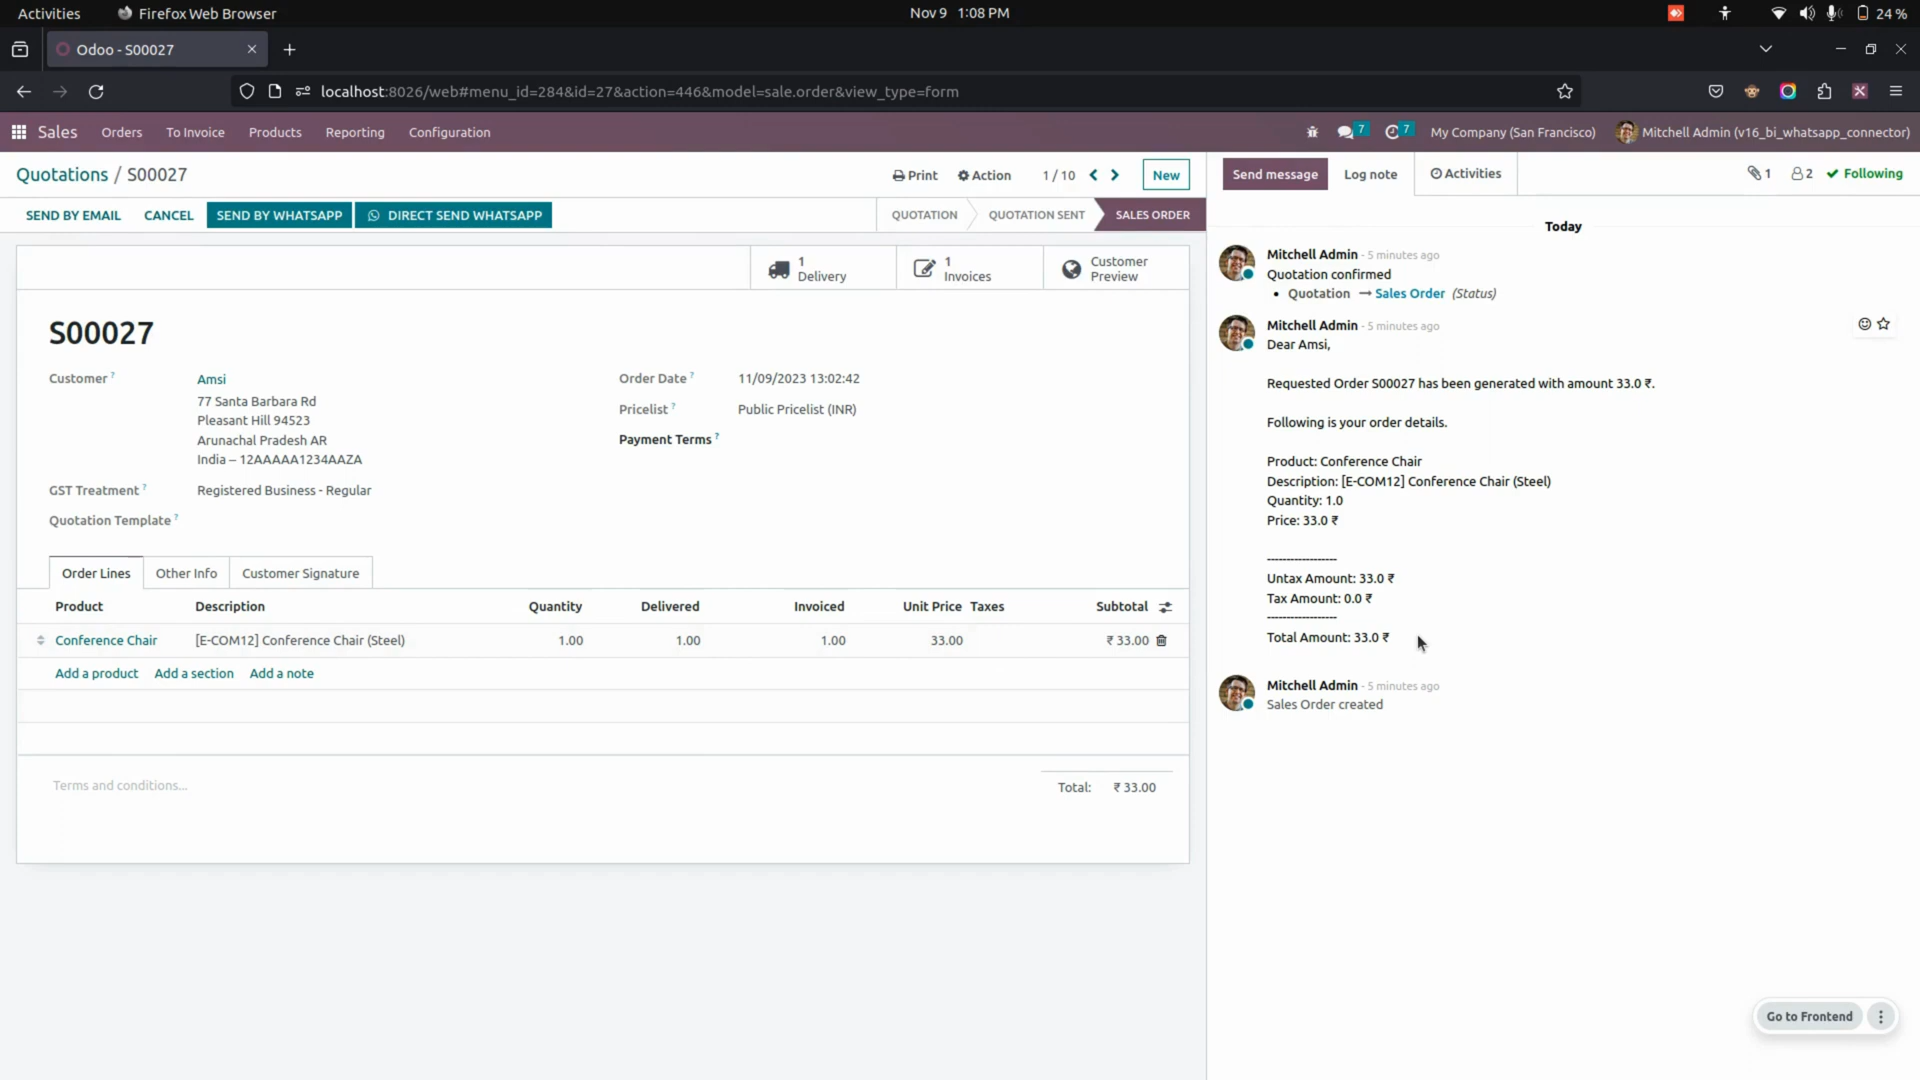 Activities Firefox Web Browser Nov 9 1:08 PM 24 %
Odoo - S00027
localhost:8026/web#menu_id=284&id=27&action=446&model=sale.order&view_type=form
Sales Orders To Invoice Products Reporting Configuration 7 7 My Company (San Francisco) Mitchell Admin (v16_bi_whatsapp_connector)
Quotations / S00027 Print Action 1 / 10 New
SEND BY EMAIL CANCEL SEND BY WHATSAPP DIRECT SEND WHATSAPP QUOTATION QUOTATION SENT SALES ORDER
1
Delivery
1
Invoices
Customer
Preview
S00027
Customer ? Amsi
77 Santa Barbara Rd
Pleasant Hill 94523
Arunachal Pradesh AR
India – 12AAAAA1234AAZA
GST Treatment ? Registered Business - Regular
Quotation Template ?
Order Date ? 11/09/2023 13:02:42
Pricelist ? Public Pricelist (INR)
Payment Terms ?
Order Lines Other Info Customer Signature
Product Description Quantity Delivered Invoiced Unit Price Taxes Subtotal
Conference Chair [E-COM12] Conference Chair (Steel) 1.00 1.00 1.00 33.00 ₹ 33.00
Add a product Add a section Add a note
Terms and conditions...
Total: ₹ 33.00
Send message Log note Activities 1 2 Following
Today
Mitchell Admin - 5 minutes ago
Quotation confirmed
• Quotation → Sales Order (Status)
Mitchell Admin - 5 minutes ago
Dear Amsi,
Requested Order S00027 has been generated with amount 33.0 ₹.
Following is your order details.
Product: Conference Chair
Description: [E-COM12] Conference Chair (Steel)
Quantity: 1.0
Price: 33.0 ₹
------------------
Untax Amount: 33.0 ₹
Tax Amount: 0.0 ₹
------------------
Total Amount: 33.0 ₹
Mitchell Admin - 5 minutes ago
Sales Order created
Go to Frontend